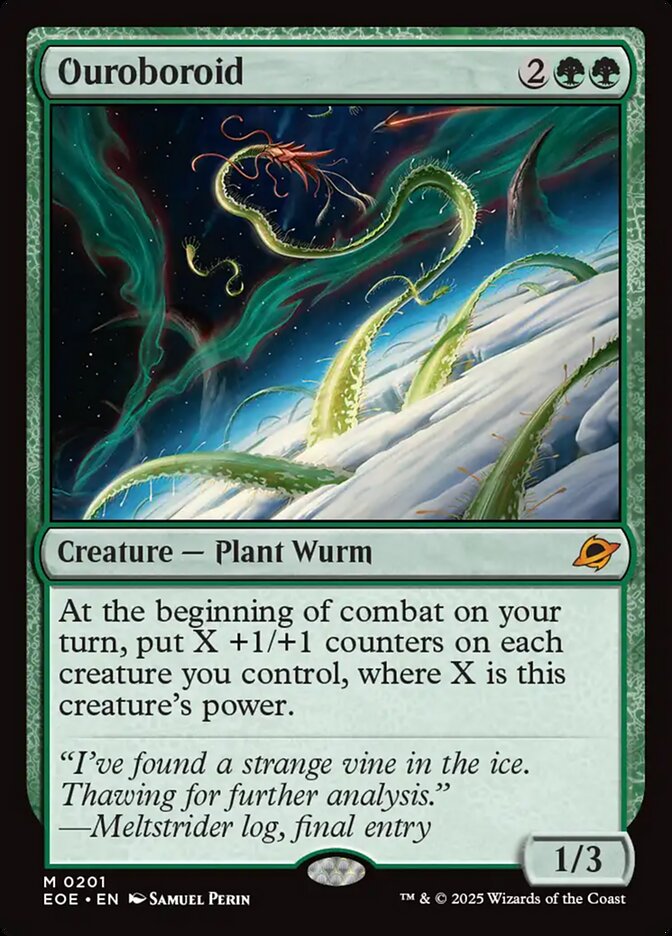 Ouroboroid 2
Creature — Plant Wurm
At the beginning of combat on your
turn, put X +1/+1 counters on each
creature you control, where X is this
creature's power.
“I've found a strange vine in the ice.
Thawing for further analysis.”
—Meltstrider log, final entry
1/3
M 0201
EOE • EN Samuel Perin
™ & © 2025 Wizards of the Coast